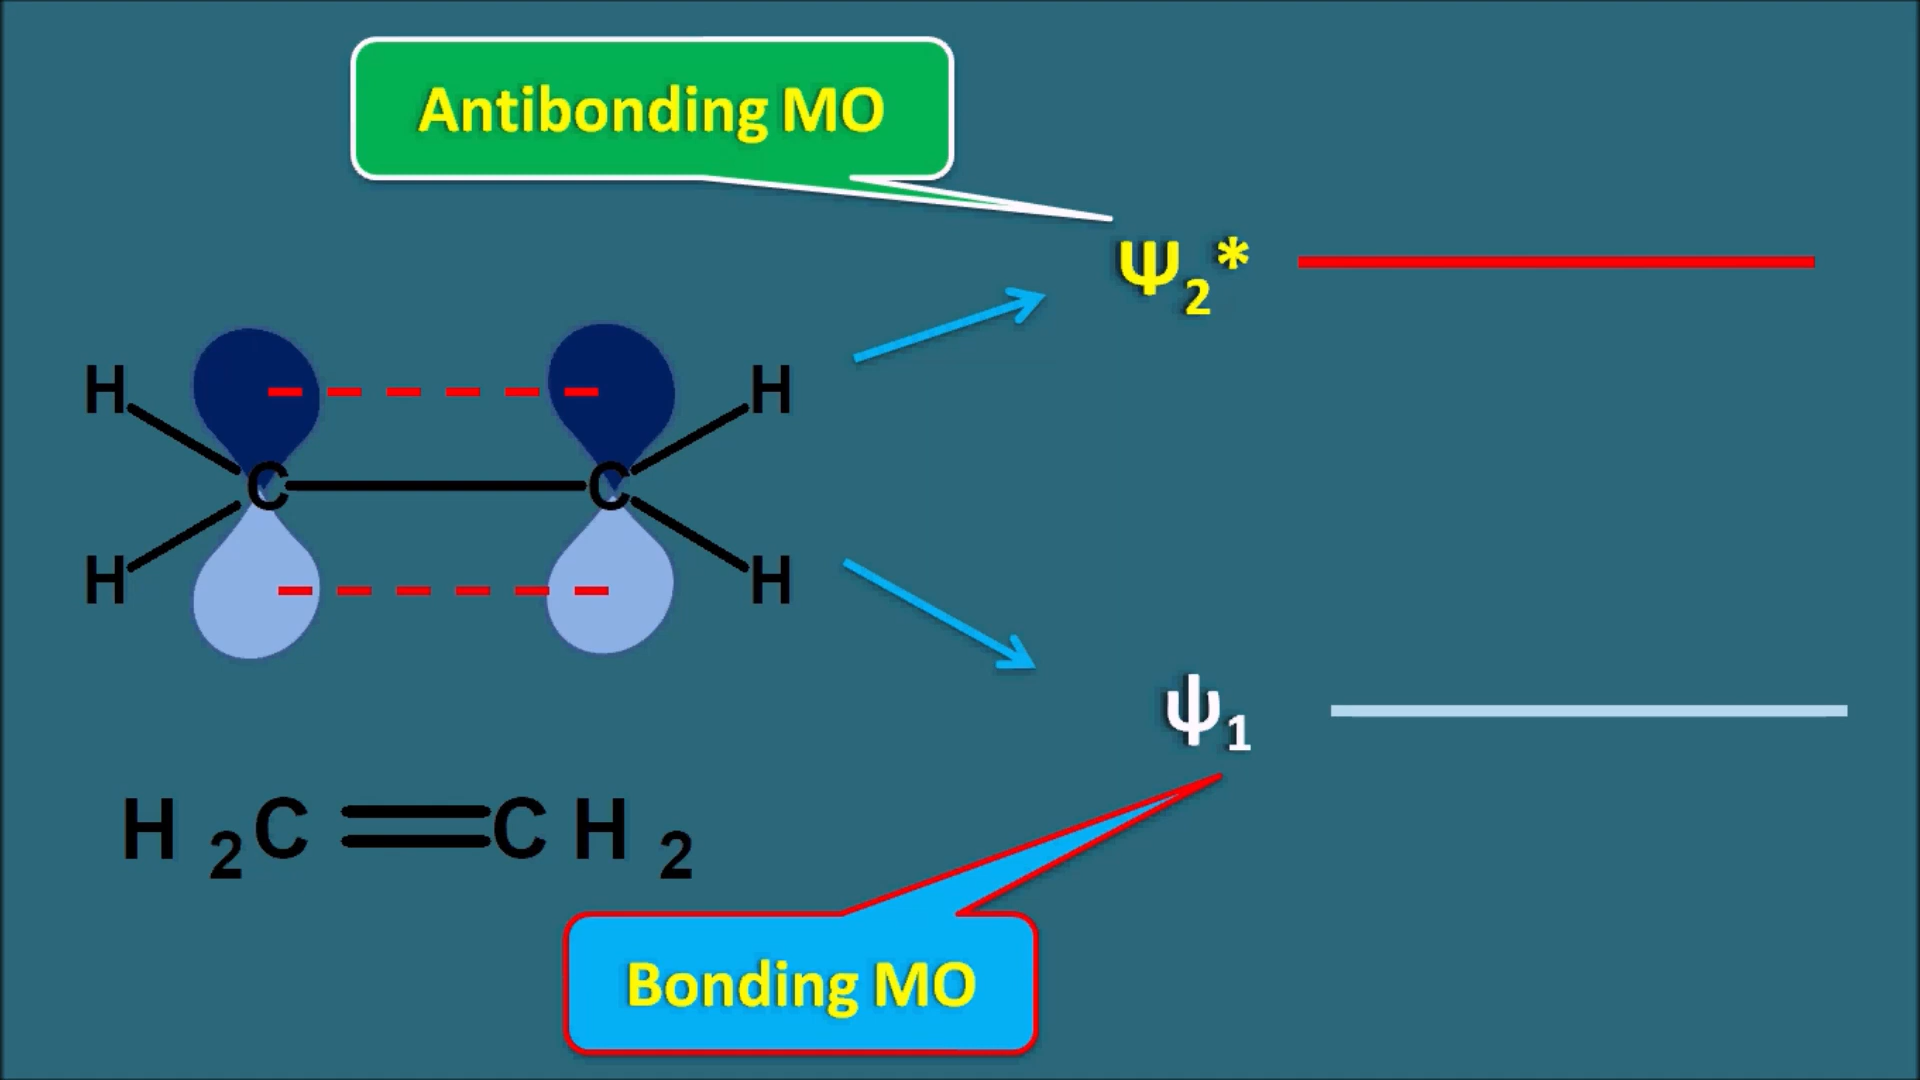 Antibonding MO
Ψ₂*
H H
C C
H H
ψ₁
H₂C=CH₂
Bonding MO